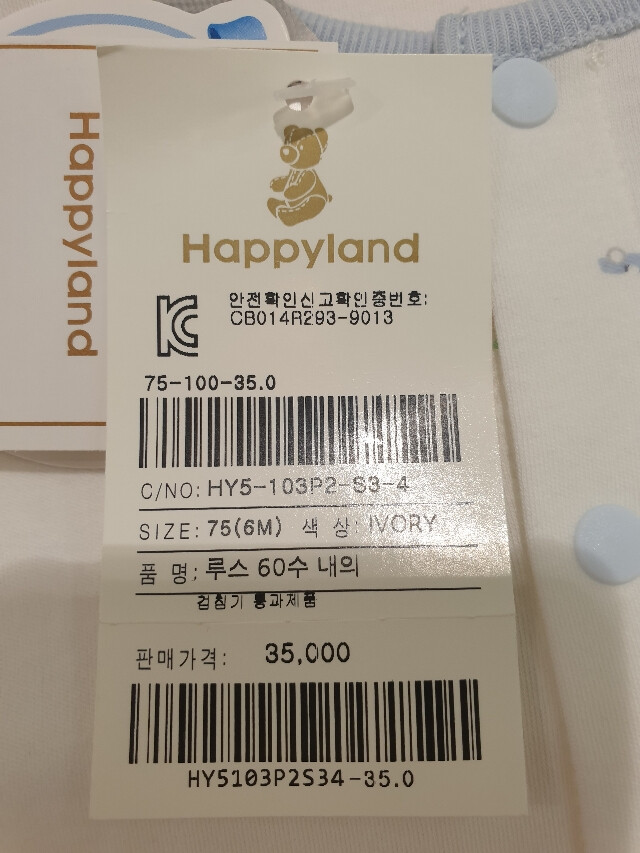 Happyland
Happyland
안전확인신고확인증번호:
CB014R293-9013
75-100-35.0
C/NO: HY5-103P2-S3-4
SIZE: 75(6M) 색 상: IVORY
품 명: 루스 60수 내의
검침기 통과제품
판매가격: 35,000
HY5103P2S34-35.0